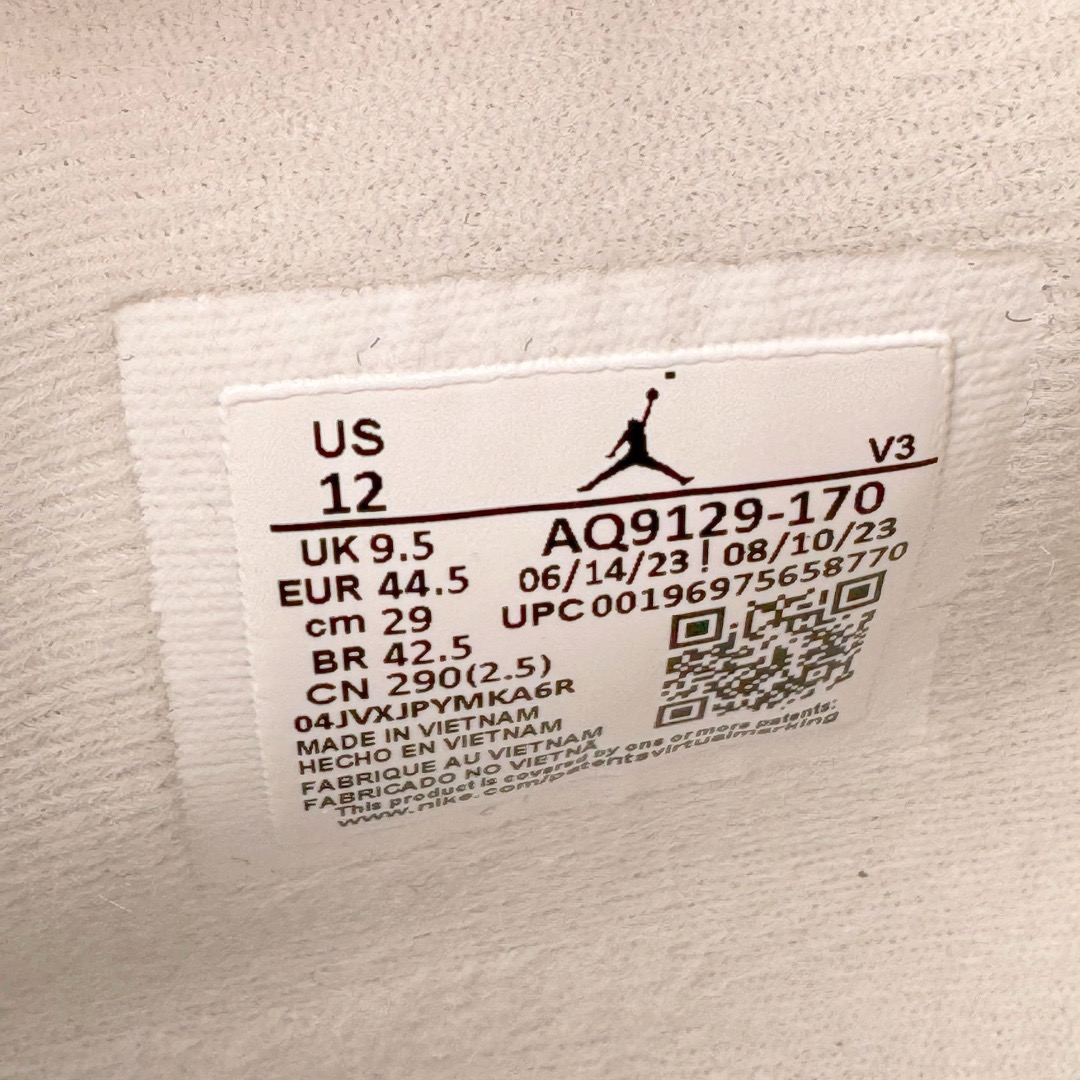 US
12
V3
UK 9.5
EUR 44.5
cm 29
BR 42.5
CN 290(2.5)
04JVXJPYMKA6R
MADE IN VIETNAM
HECHO EN VIETNAM
FABRIQUE AU VIETNAM
FABRICADO NO VIETNÃ
AQ9129-170
06/14/23 ! 08/10/23
UPC 00196975658770
This product is covered by one or more patents:
www.nike.com/patentsvirtualmarking